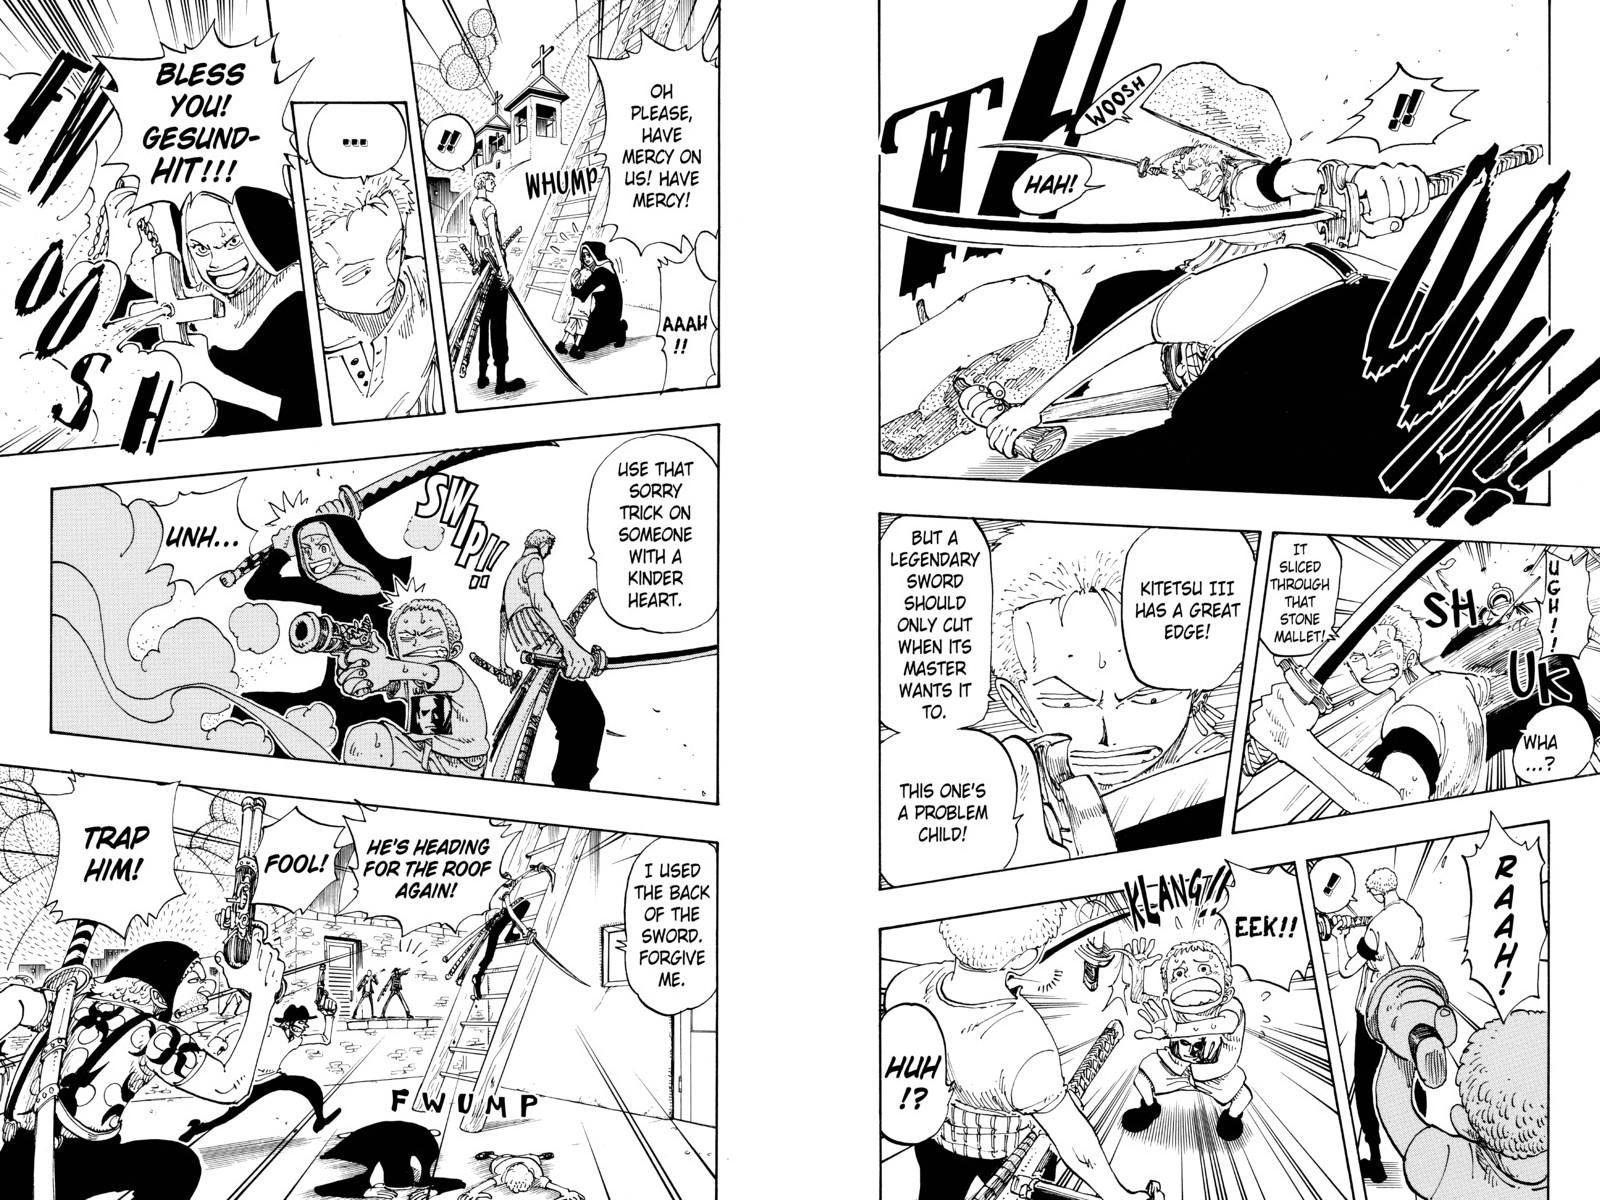 !!
WOOSH
HAH!
THUMM!!
UGH!!
IT
SLICED
THROUGH
THAT
STONE
MALLET!
SHUK
WHA
...?
KITETSU III
HAS A GREAT
EDGE!
BUT A
LEGENDARY
SWORD
SHOULD
ONLY CUT
WHEN ITS
MASTER
WANTS IT
TO.
THIS ONE'S
A PROBLEM
CHILD!
RAAH!
!!
EEK!!
KLANG!!
HUH
!?
OH
PLEASE,
HAVE
MERCY ON
US! HAVE
MERCY!
AAAH
!!
WHUMP
!!
...
BLESS
YOU!
GESUND-
HIT!!!
FWOOOSH
USE THAT
SORRY
TRICK ON
SOMEONE
WITH A
KINDER
HEART.
SWIP!!
UNH...
I USED
THE BACK
OF THE
SWORD.
FORGIVE
ME.
HE'S HEADING
FOR THE ROOF
AGAIN!
FOOL!
TRAP
HIM!
FWUMP